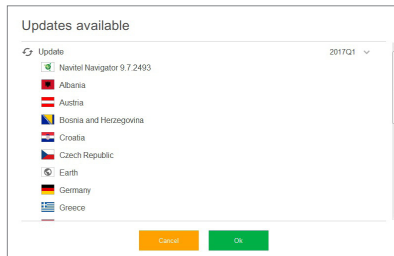 Updates available
Update 2017Q1
Navitel Navigator 9.7.2493
Albania
Austria
Bosnia and Herzegovina
Croatia
Czech Republic
Earth
Germany
Greece
Cancel Ok